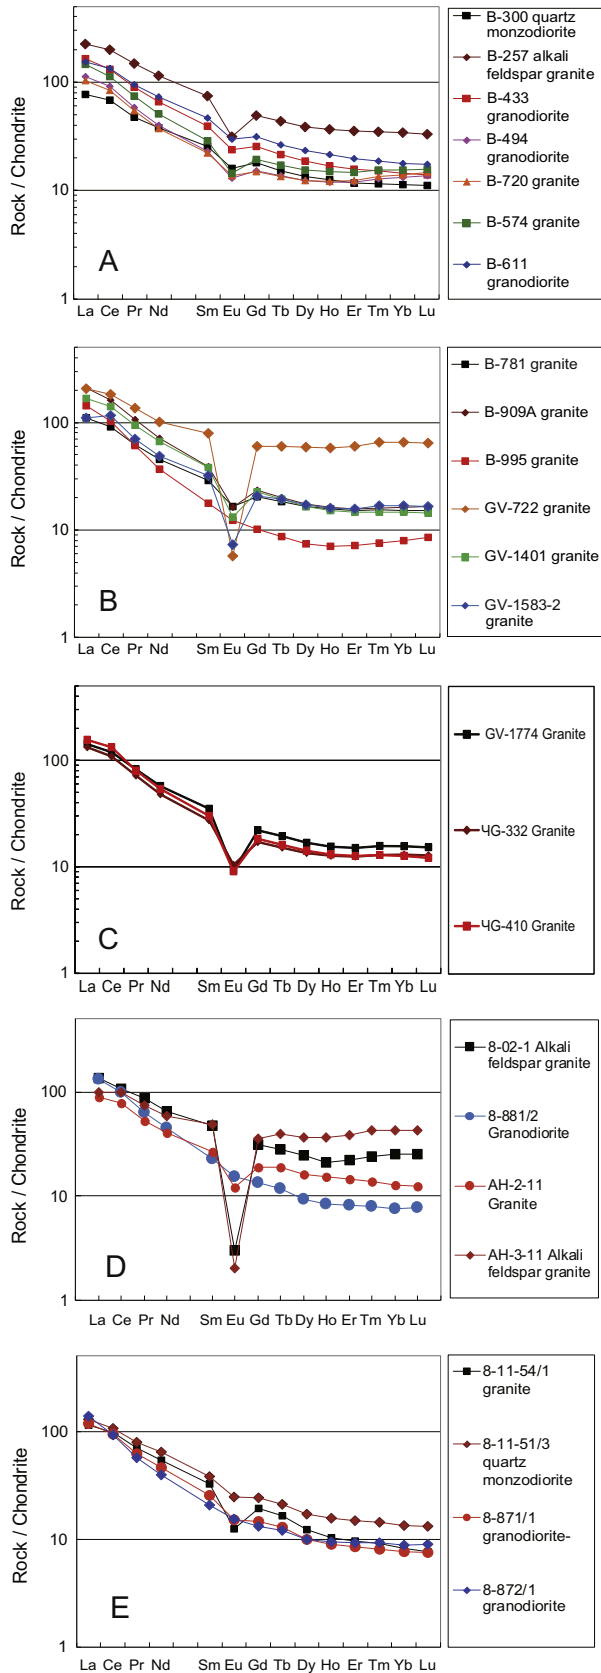 Rock / Chondrite
100
10
1
La Ce Pr Nd Sm Eu Gd Tb Dy Ho Er Tm Yb Lu
A
B-300 quartz
monzodiorite
B-257 alkali
feldspar granite
B-433
granodiorite
B-494
granodiorite
B-720 granite
B-574 granite
B-611
granodiorite
Rock / Chondrite
100
10
1
La Ce Pr Nd Sm Eu Gd Tb Dy Ho Er Tm Yb Lu
B
B-781 granite
B-909A granite
B-995 granite
GV-722 granite
GV-1401 granite
GV-1583-2
granite
Rock / Chondrite
100
10
1
La Ce Pr Nd Sm Eu Gd Tb Dy Ho Er Tm Yb Lu
C
GV-1774 Granite
ЧG-332 Granite
ЧG-410 Granite
Rock / Chondrite
100
10
1
La Ce Pr Nd Sm Eu Gd Tb Dy Ho Er Tm Yb Lu
D
8-02-1 Alkali
feldspar granite
8-881/2
Granodiorite
AH-2-11
Granite
AH-3-11 Alkali
feldspar granite
Rock / Chondrite
100
10
1
La Ce Pr Nd Sm Eu Gd Tb Dy Ho Er Tm Yb Lu
E
8-11-54/1
granite
8-11-51/3
quartz
monzodiorite
8-871/1
granodiorite-
8-872/1
granodiorite